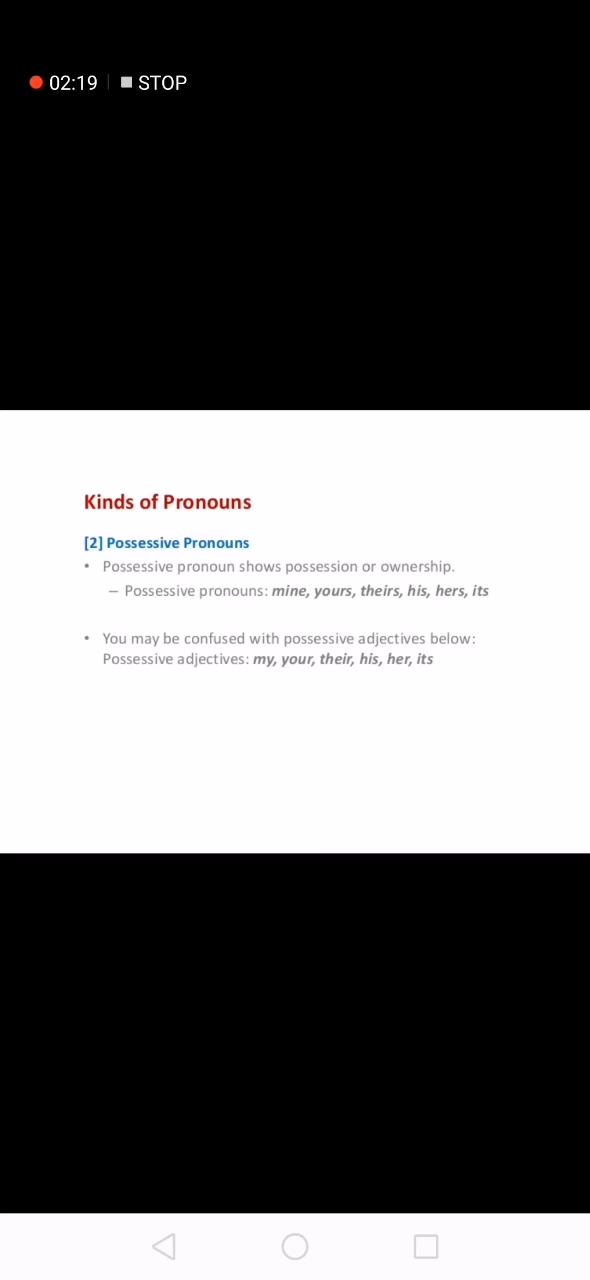 02:19 STOP
Kinds of Pronouns
[2] Possessive Pronouns
• Possessive pronoun shows possession or ownership.
– Possessive pronouns: mine, yours, theirs, his, hers, its
• You may be confused with possessive adjectives below:
Possessive adjectives: my, your, their, his, her, its